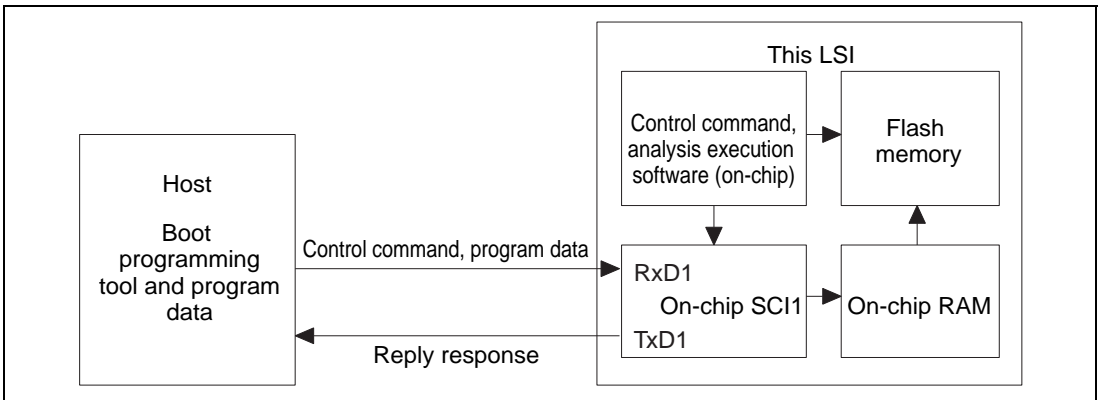 This LSI
Host
Boot
programming
tool and program
data
Control command, program data
Reply response
Control command,
analysis execution
software (on-chip)
Flash
memory
RxD1
On-chip SCI1
TxD1
On-chip RAM